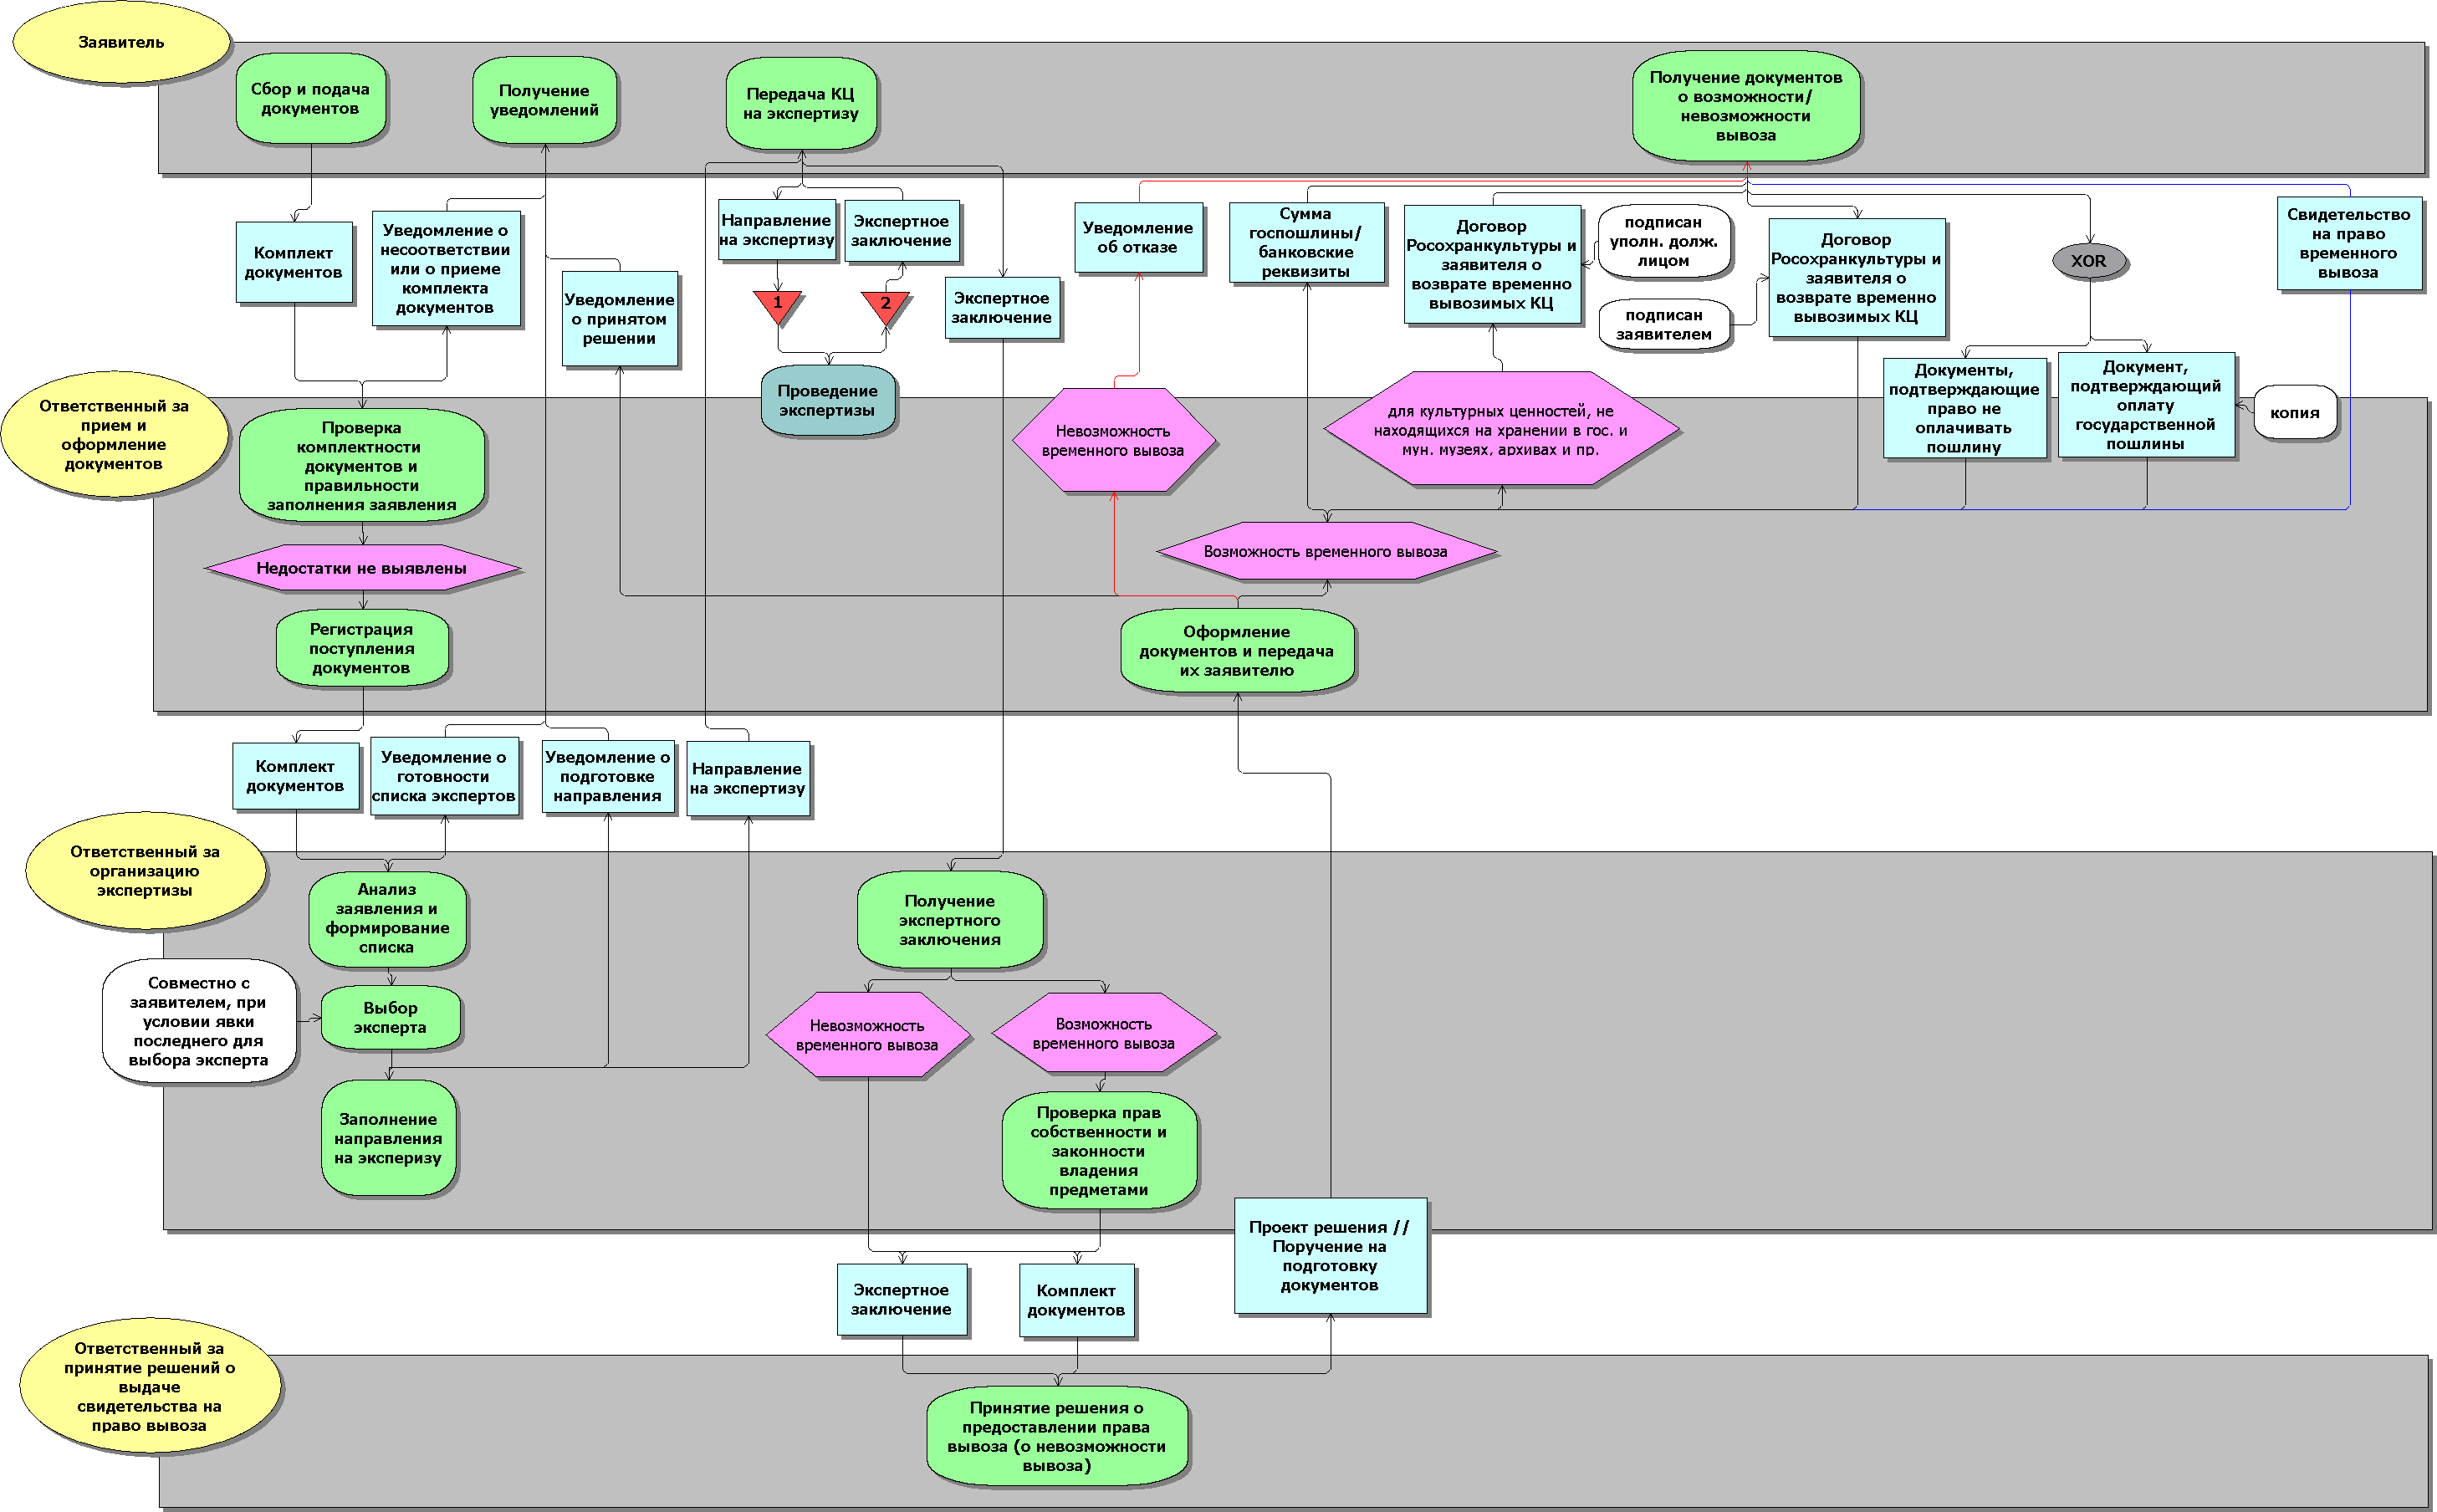 Заявитель
Сбор и подача
документов
Получение
уведомлений
Передача КЦ
на экспертизу
Получение документов
о возможности/
невозможности
вывоза
Комплект
документов
Уведомление о
несоответствии
или о приеме
комплекта
документов
Уведомление
о принятом
решении
Направление
на экспертизу
Экспертное
заключение
1
2
Экспертное
заключение
Уведомление
об отказе
Сумма
госпошлины/
банковские
реквизиты
Договор
Росохранкультуры и
заявителя о
возврате временно
вывозимых КЦ
подписан
уполн. долж.
лицом
подписан
заявителем
Договор
Росохранкультуры и
заявителя о
возврате временно
вывозимых КЦ
XOR
Свидетельство
на право
временного
вывоза
Документы,
подтверждающие
право не
оплачивать
пошлину
Документ,
подтверждающий
оплату
государственной
пошлины
копия
Ответственный за
прием и
оформление
документов
Проверка
комплектности
документов и
правильности
заполнения заявления
Проведение
экспертизы
Невозможность
временного вывоза
для культурных ценностей, не
находящихся на хранении в гос. и
мун. музеях, архивах и пр.
Недостатки не выявлены
Возможность временного вывоза
Регистрация
поступления
документов
Оформление
документов и передача
их заявителю
Комплект
документов
Уведомление о
готовности
списка экспертов
Уведомление о
подготовке
направления
Направление
на экспертизу
Ответственный за
организацию
экспертизы
Анализ
заявления и
формирование
списка
Получение
экспертного
заключения
Совместно с
заявителем, при
условии явки
последнего для
выбора эксперта
Выбор
эксперта
Невозможность
временного вывоза
Возможность
временного вывоза
Заполнение
направления
на эксперизу
Проверка прав
собственности и
законности
владения
предметами
Проект решения //
Поручение на
подготовку
документов
Экспертное
заключение
Комплект
документов
Ответственный за
принятие решений о
выдаче
свидетельства на
право вывоза
Принятие решения о
предоставлении права
вывоза (о невозможности
вывоза)